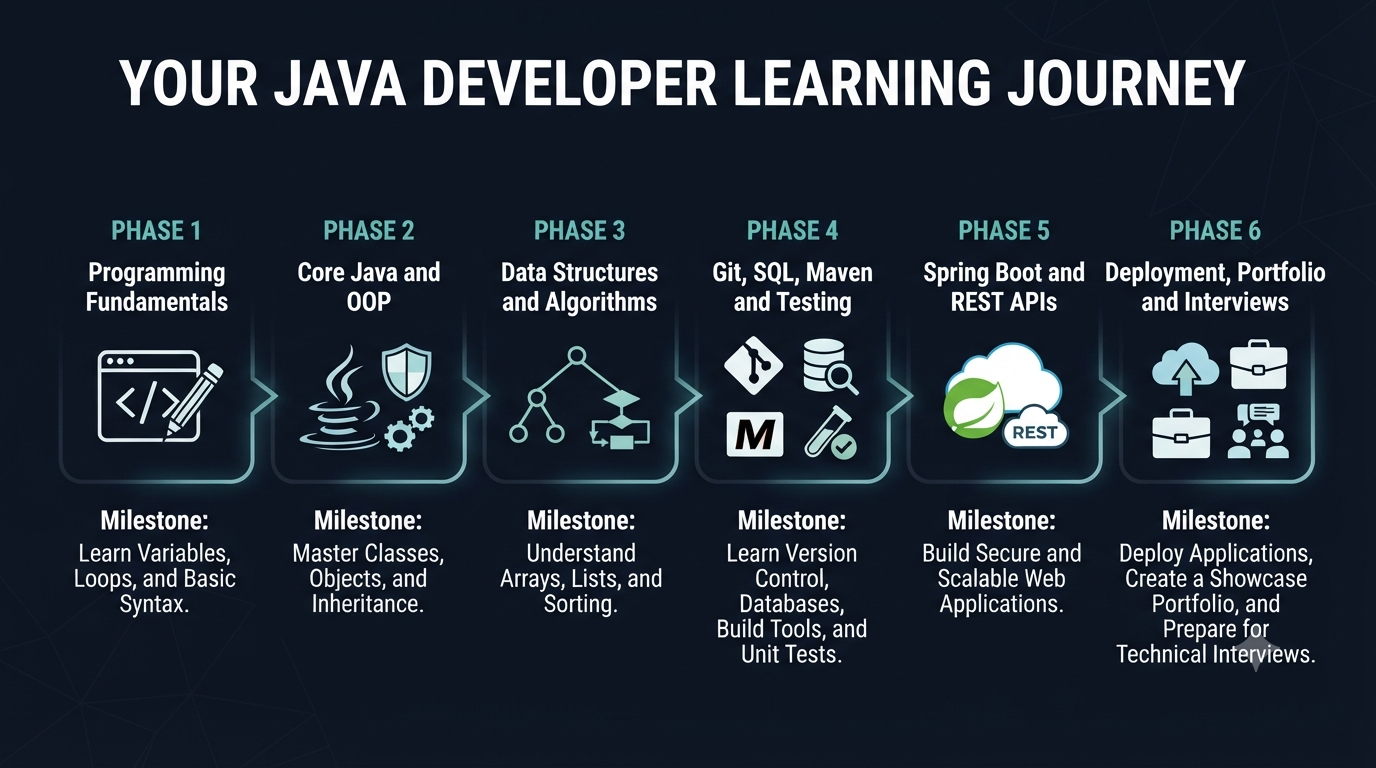 YOUR JAVA DEVELOPER LEARNING JOURNEY
PHASE 1
Programming
Fundamentals
</>
Milestone:
Learn Variables,
Loops, and Basic
Syntax.
PHASE 2
Core Java and
OOP
Milestone:
Master Classes,
Objects, and
Inheritance.
PHASE 3
Data Structures
and Algorithms
Milestone:
Understand
Arrays, Lists, and
Sorting.
PHASE 4
Git, SQL, Maven
and Testing
M
Milestone:
Learn Version
Control,
Databases,
Build Tools, and
Unit Tests.
PHASE 5
Spring Boot and
REST APIs
REST
Milestone:
Build Secure and
Scalable Web
Applications.
PHASE 6
Deployment, Portfolio
and Interviews
Milestone:
Deploy Applications,
Create a Showcase
Portfolio, and
Prepare for
Technical Interviews.